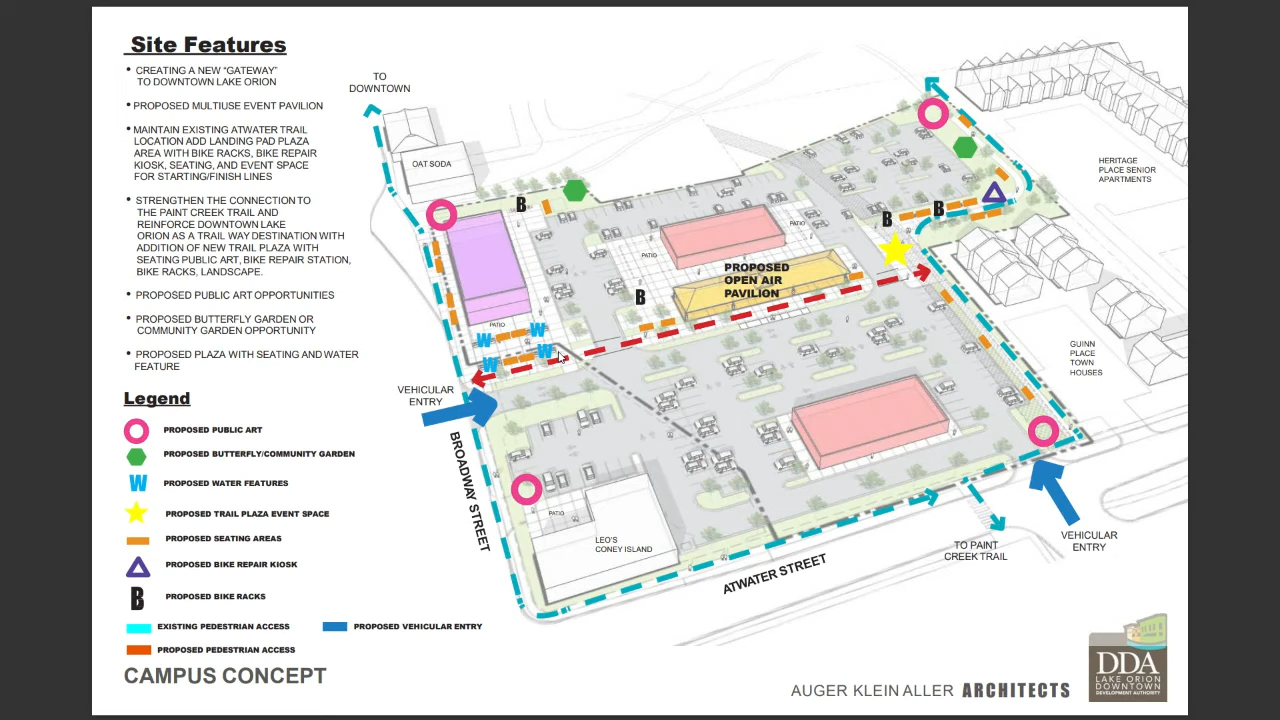 Site Features
• CREATING A NEW "GATEWAY"
TO DOWNTOWN LAKE ORION
• PROPOSED MULTIUSE EVENT PAVILION
• MAINTAIN EXISTING ATWATER TRAIL
LOCATION ADD LANDING PAD PLAZA
AREA WITH BIKE RACKS, BIKE REPAIR
KIOSK, SEATING, AND EVENT SPACE
FOR STARTING/FINISH LINES
• STRENGTHEN THE CONNECTION TO
THE PAINT CREEK TRAIL AND
REINFORCE DOWNTOWN LAKE
ORION AS A TRAIL WAY DESTINATION WITH
ADDITION OF NEW TRAIL PLAZA WITH
SEATING PUBLIC ART, BIKE REPAIR STATION,
BIKE RACKS, LANDSCAPE.
• PROPOSED PUBLIC ART OPPORTUNITIES
• PROPOSED BUTTERFLY GARDEN OR
COMMUNITY GARDEN OPPORTUNITY
• PROPOSED PLAZA WITH SEATING AND WATER
FEATURE
Legend
PROPOSED PUBLIC ART
PROPOSED BUTTERFLY/COMMUNITY GARDEN
W PROPOSED WATER FEATURES
PROPOSED TRAIL PLAZA EVENT SPACE
PROPOSED SEATING AREAS
PROPOSED BIKE REPAIR KIOSK
B PROPOSED BIKE RACKS
EXISTING PEDESTRIAN ACCESS
PROPOSED VEHICULAR ENTRY
PROPOSED PEDESTRIAN ACCESS
CAMPUS CONCEPT
TO
DOWNTOWN
OAT SODA
B
B
B
B
HERITAGE
PLACE SENIOR
APARTMENTS
PATIO
PATIO
PROPOSED
OPEN AIR
PAVILION
PATIO
W
W
W
W
GUINN
PLACE
TOWN
HOUSES
VEHICULAR
ENTRY
BROADWAY STREET
PATIO
LEO'S
CONEY ISLAND
ATWATER STREET
TO PAINT
CREEK TRAIL
VEHICULAR
ENTRY
AUGER KLEIN ALLER ARCHITECTS
DDA
LAKE ORION
DOWNTOWN
DEVELOPMENT AUTHORITY